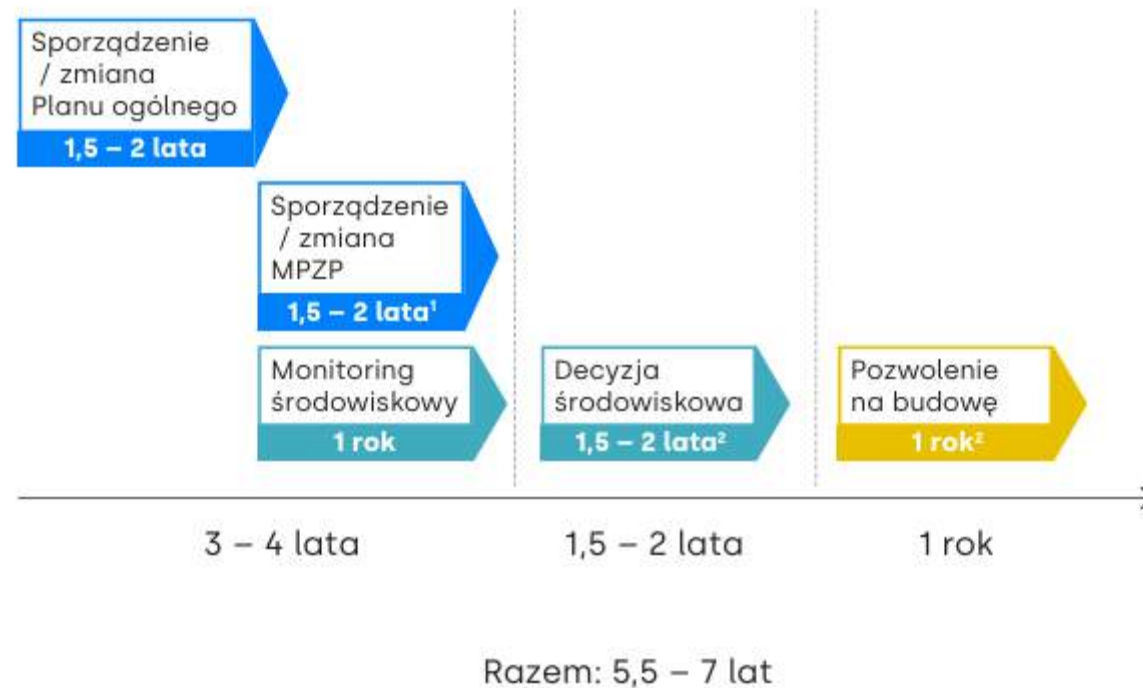 Sporządzenie
/ zmiana
Planu ogólnego
1,5 – 2 lata
Sporządzenie
/ zmiana
MPZP
1,5 – 2 lata¹
Monitoring
środowiskowy
1 rok
Decyzja
środowiskowa
1,5 – 2 lata²
Pozwolenie
na budowę
1 rok²
3 – 4 lata
1,5 – 2 lata
1 rok
Razem: 5,5 – 7 lat